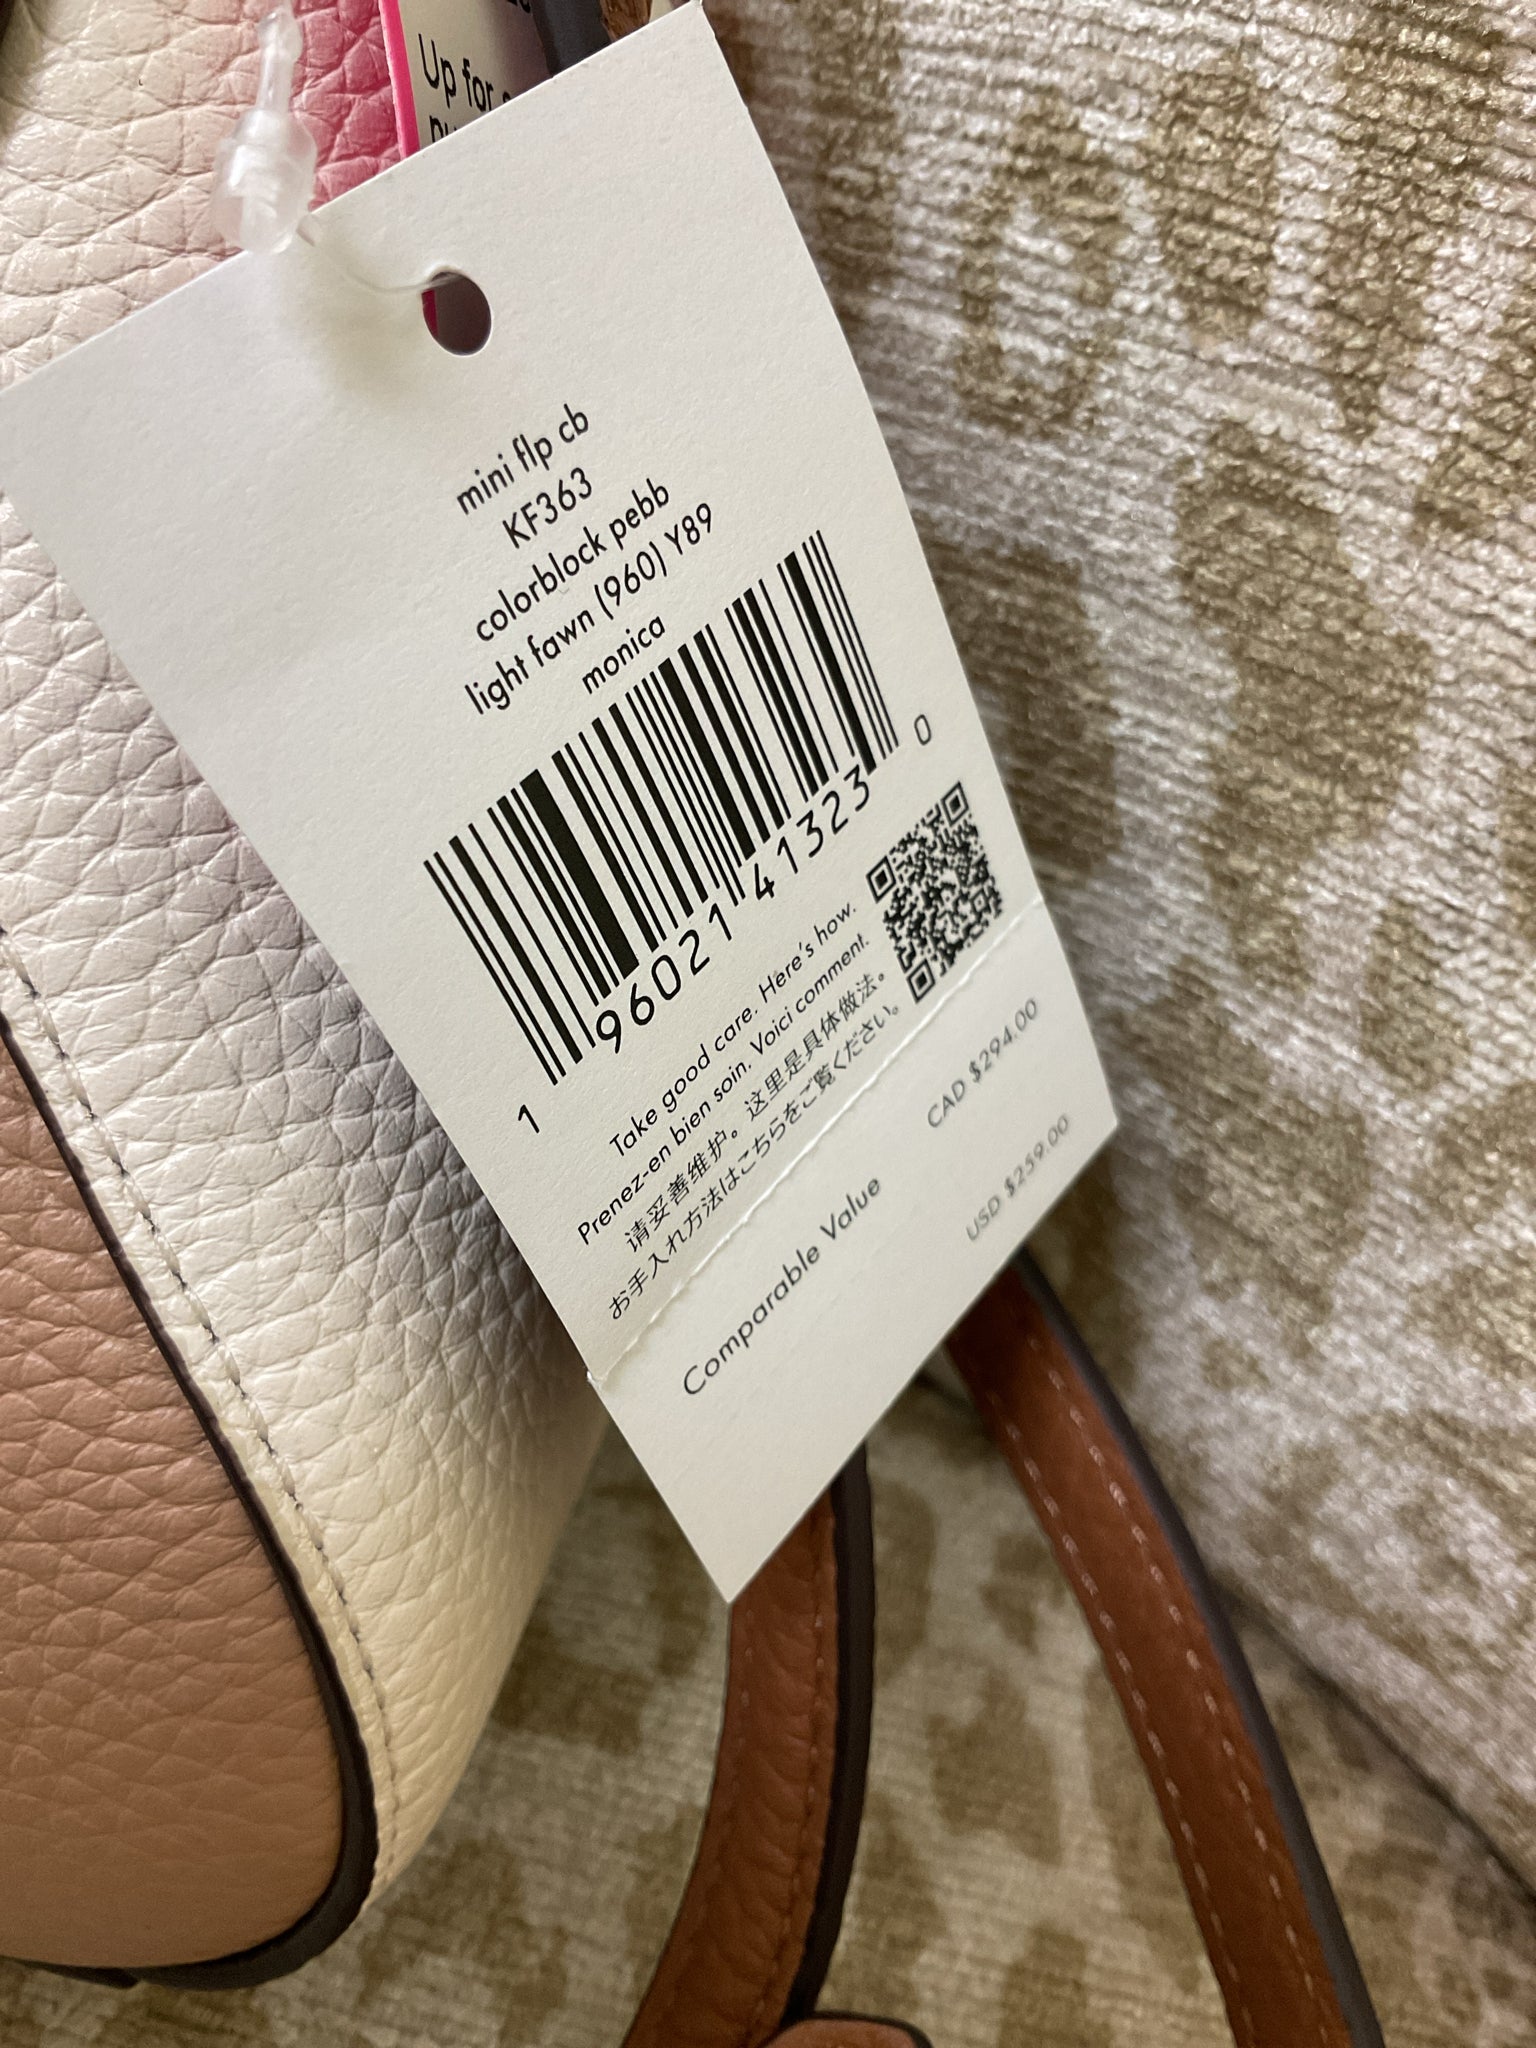 Up for
mini flp cb
KF363
colorblock pebb
light fawn (960) Y89
monica
1 96021 41323 0
Take good care. Here's how.
Prenez-en bien soin. Voici comment.
请妥善维护。这里是具体做法。
お手入れ方法はこちらをご覧ください。
Comparable Value
CAD $294.00
USD $259.00